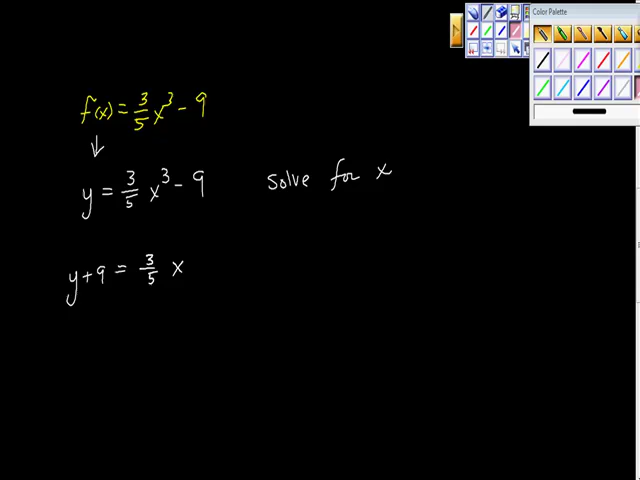 Color Palette
f(x) = 3/5 x³ - 9
y = 3/5 x³ - 9 solve for x
y + 9 = 3/5 x